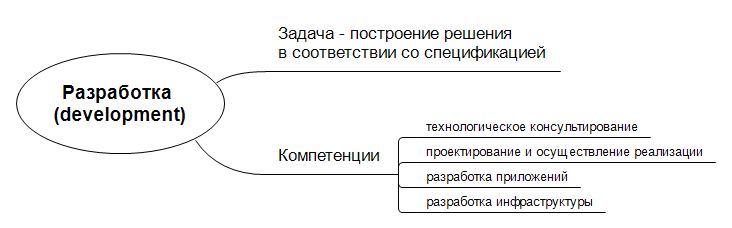 Задача - построение решения
в соответствии со спецификацией
Разработка
(development)
Компетенции
технологическое консультирование
проектирование и осуществление реализации
разработка приложений
разработка инфраструктуры